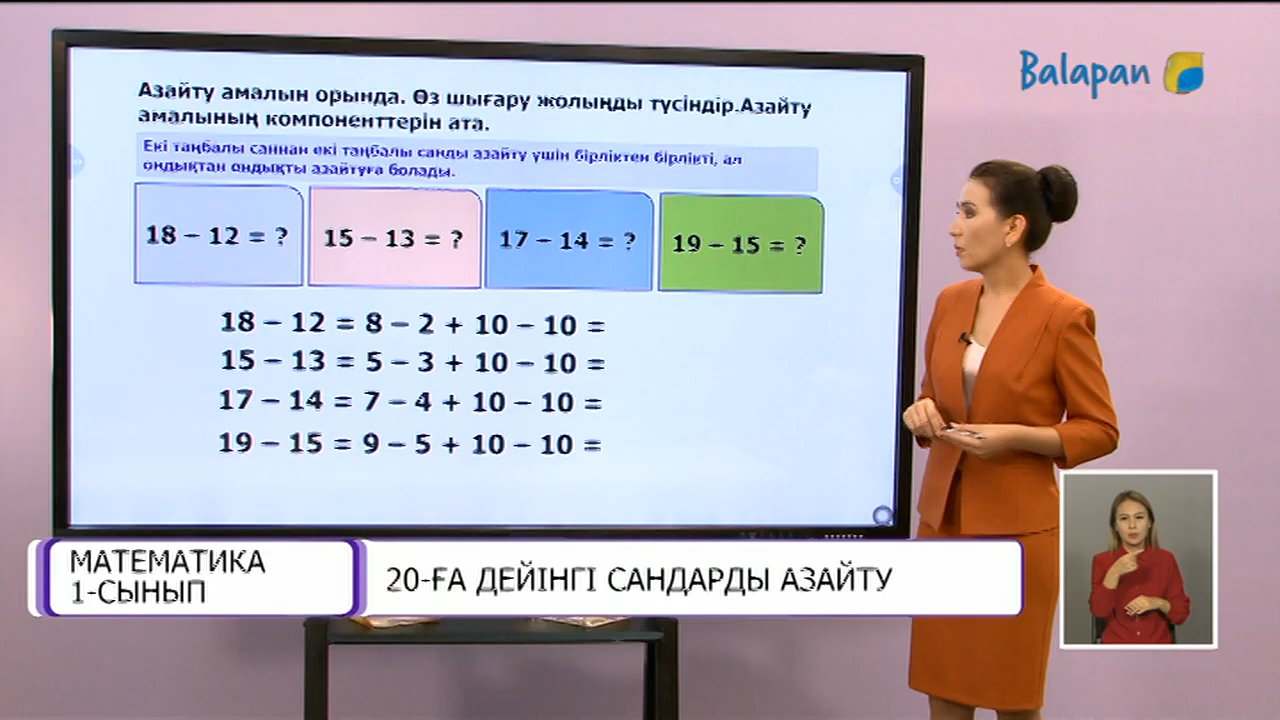 Balapan
Азайту амалын орында. Өз шығару жолыңды түсіндір.Азайту
амалының компоненттерін ата.
Екі таңбалы саннан екі таңбалы санды азайту үшін бірліктен бірлікті, ал
ондықтан ондықты азайтуға болады.
18 – 12 = ?
15 – 13 = ?
17 – 14 = ?
19 – 15 = ?
18 – 12 = 8 – 2 + 10 – 10 =
15 – 13 = 5 – 3 + 10 – 10 =
17 – 14 = 7 – 4 + 10 – 10 =
19 – 15 = 9 – 5 + 10 – 10 =
МАТЕМАТИКА
1-СЫНЫП
20-ҒА ДЕЙІНГІ САНДАРДЫ АЗАЙТУ